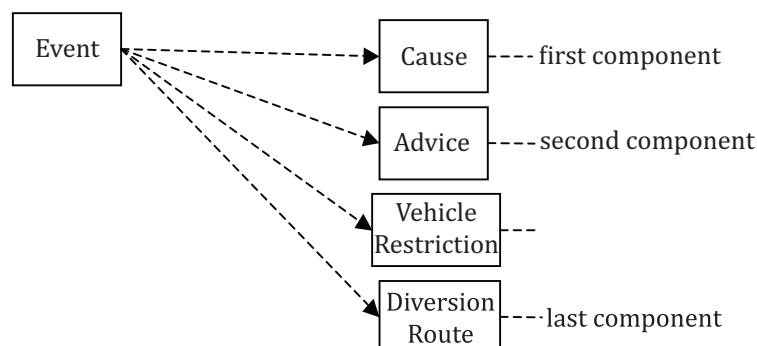 Event
Cause
first component
Advice
second component
Vehicle
Restriction
Diversion
Route
last component